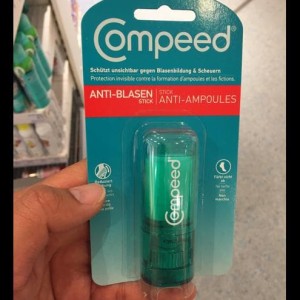 Compeed
Schützt unsichtbar gegen Blasenbildung & Scheuern
Protection invisible contre la formation d'ampoules et les frictions.
ANTI-BLASEN STICK
STICK ANTI-AMPOULES
Compeed